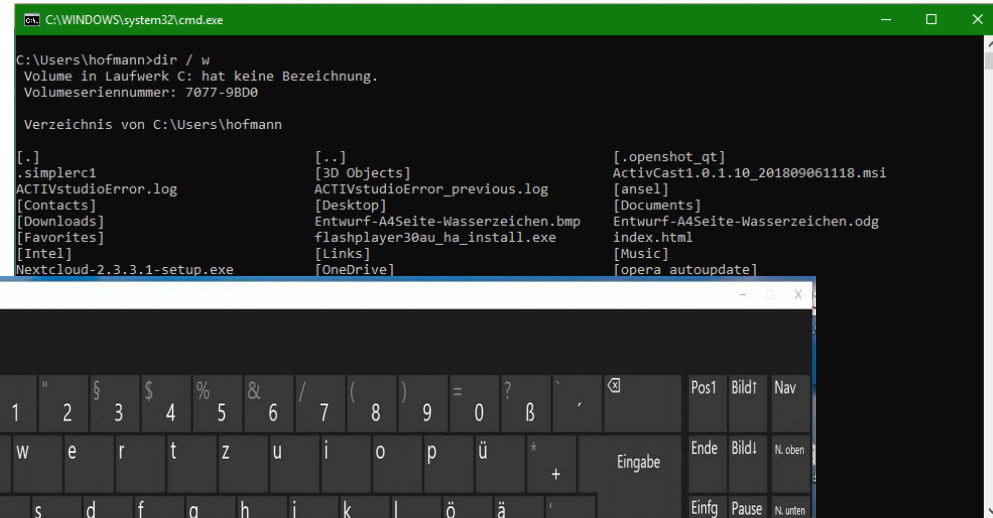 C:\WINDOWS\system32\cmd.exe
C:\Users\hofmann>dir / w
Volume in Laufwerk C: hat keine Bezeichnung.
Volumeseriennummer: 7077-9BD0
Verzeichnis von C:\Users\hofmann
[.] [..] [.openshot_qt]
.simplerc1 [3D Objects] ActivCast1.0.1.10_201809061118.msi
ACTIVstudioError.log ACTIVstudioError_previous.log [ansel]
[Contacts] [Desktop] [Documents]
[Downloads] Entwurf-A4Seite-Wasserzeichen.bmp Entwurf-A4Seite-Wasserzeichen.odg
[Favorites] flashplayer30au_ha_install.exe index.html
[Intel] [Links] [Music]
Nextcloud-2.3.3.1-setup.exe [OneDrive] [opera autoupdate]
" § $ % & / ( ) = ? `
1 2 3 4 5 6 7 8 9 0 ß ´ Pos1 Bild↑ Nav
w e r t z u i o p ü * + Eingabe Ende Bild↓ N. oben
s d f g h j k l ö ä ' Einfg Pause N. unten